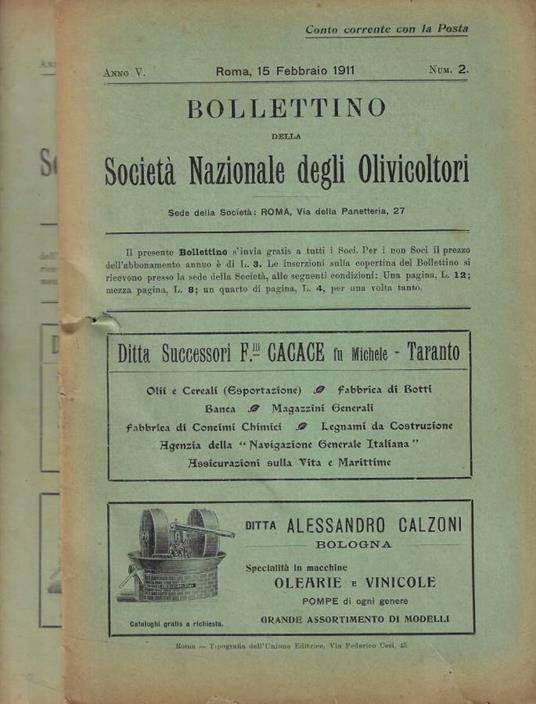 Conto corrente con la Posta
ANNO V. Roma, 15 Febbraio 1911 NUM. 2.
BOLLETTINO
DELLA
Società Nazionale degli Olivicoltori
Sede della Società: ROMA, Via della Panetteria, 27
Il presente Bollettino s'invia gratis a tutti i Soci. Per i non Soci il prezzo
dell'abbonamento annuo è di L. 3. Le inserzioni sulla copertina del Bollettino si
ricevono presso la sede della Società, alle seguenti condizioni: Una pagina, L. 12;
mezza pagina, L. 8; un quarto di pagina, L. 4, per una volta tanto.
Ditta Successori F.lli CACACE fu Michele - Taranto
Olii e Cereali (Esportazione) Fabbrica di Botti
Banca Magazzini Generali
Fabbrica di Concimi Chimici Legnami da Costruzione
Agenzia della "Navigazione Generale Italiana"
Assicurazioni sulla Vita e Marittime
DITTA ALESSANDRO CALZONI
BOLOGNA
Specialità in macchine
OLEARIE E VINICOLE
POMPE di ogni genere
Cataloghi gratis a richiesta.
GRANDE ASSORTIMENTO DI MODELLI
Roma — Tipografia dell'Unione Editrice, Via Federico Cesi, 45